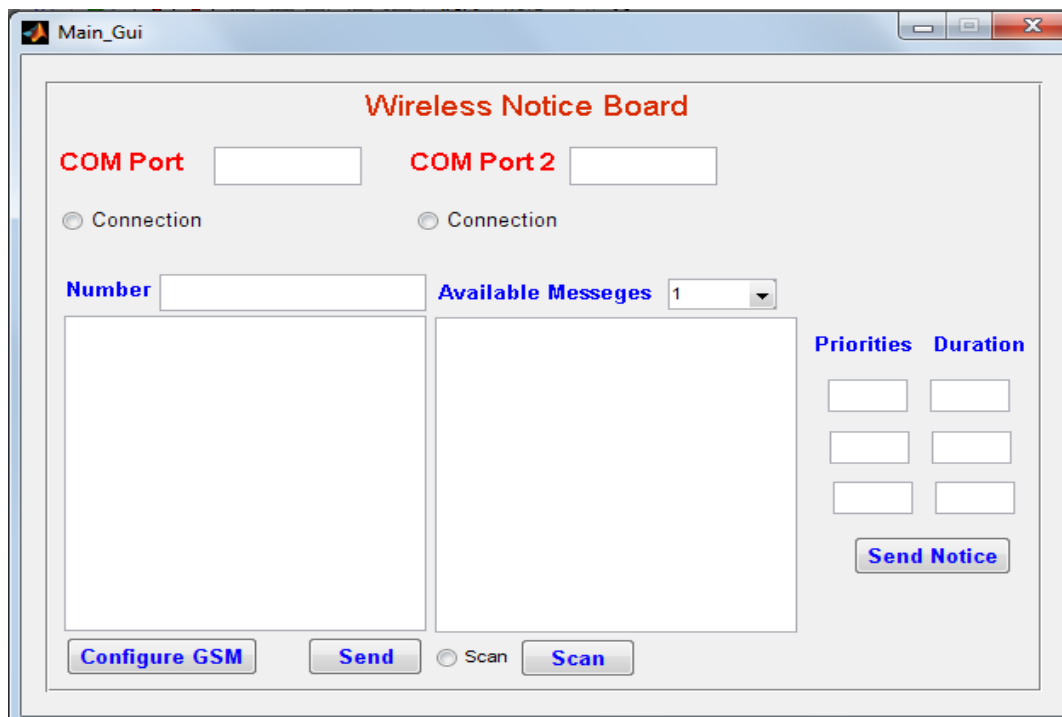 Main_Gui
Wireless Notice Board
COM Port COM Port 2
Connection Connection
Number Available Messeges 1
Priorities Duration
Send Notice
Configure GSM Send Scan Scan